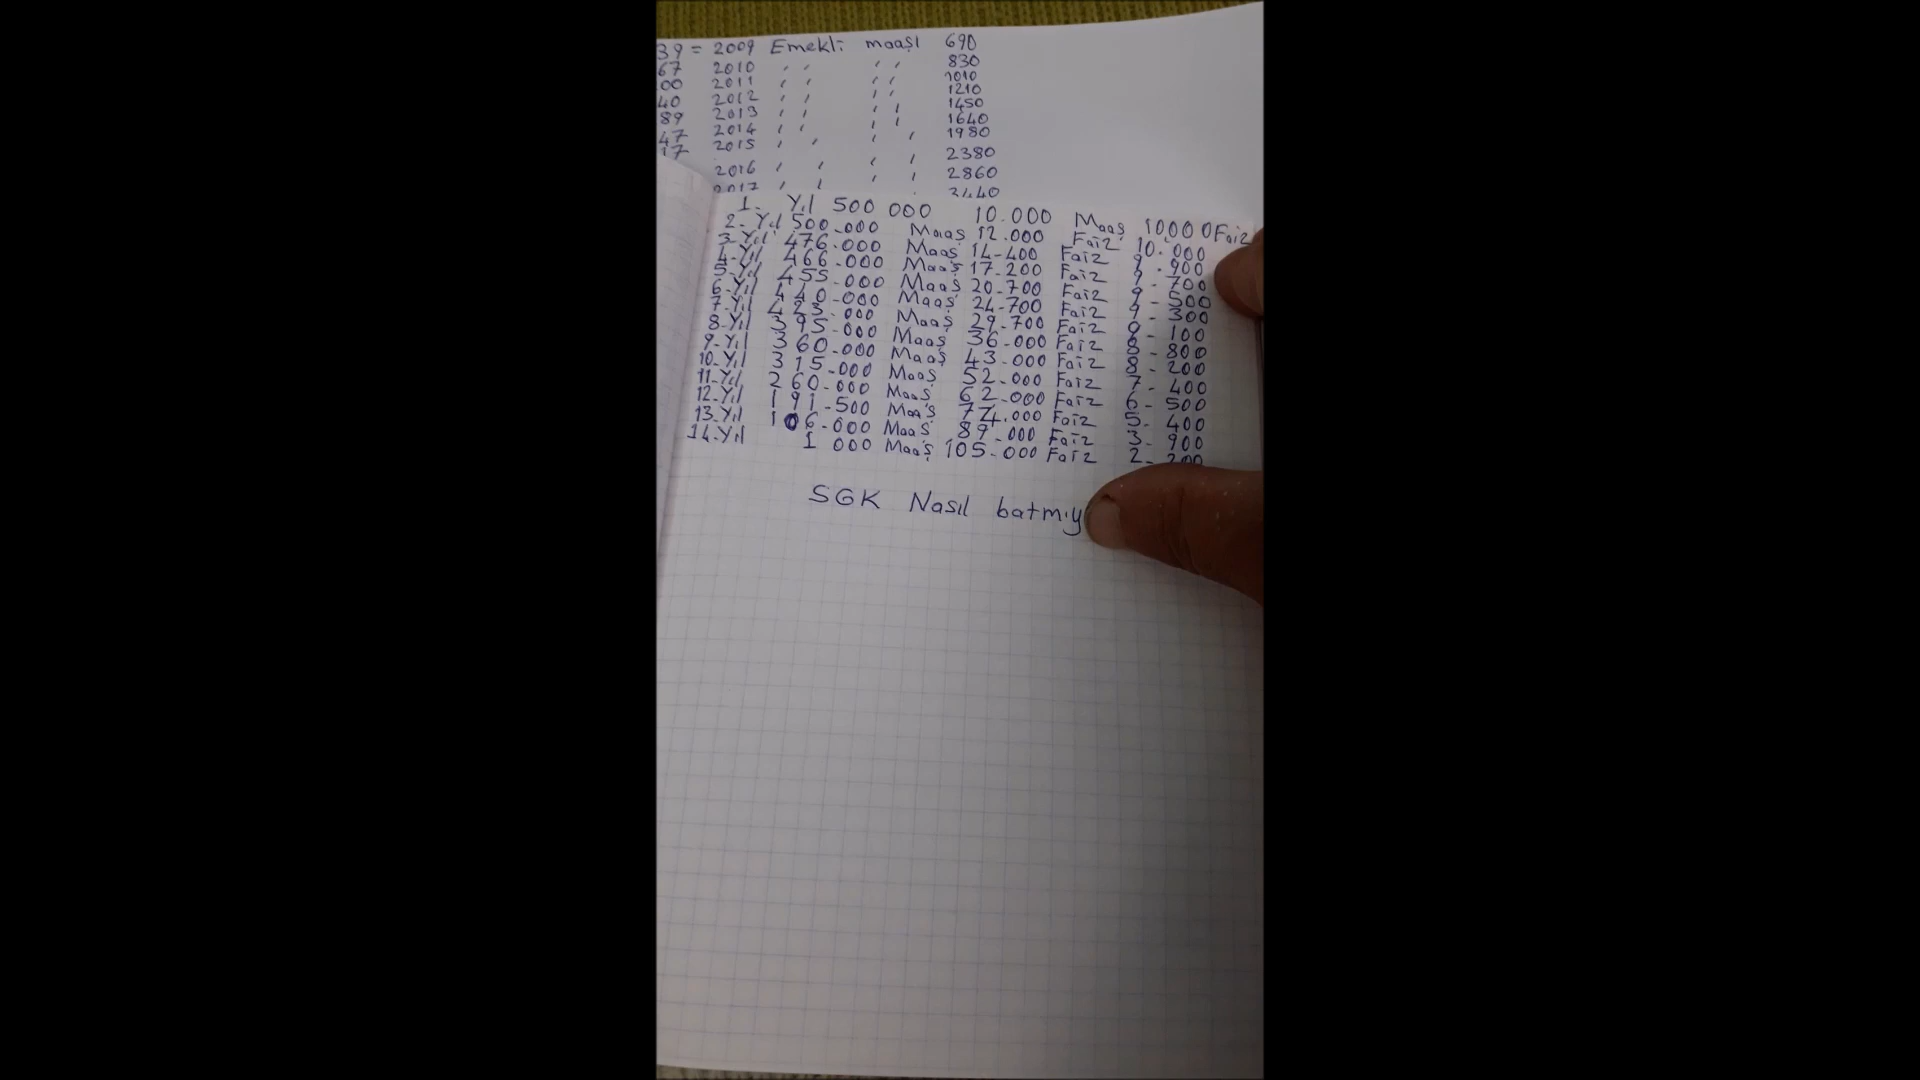 39 = 2009 Emekli maaşı 690
67 2010 ,, ,, 830
00 2011 ,, ,, 1010
40 2012 ,, ,, 1210
89 2013 ,, ,, 1450
47 2014 ,, ,, 1640
17 2015 ,, ,, 1980
2380
2016 ,, ,, 2860
2017 ,, 3440
1. Yıl 500 000 10.000 Maaş 10000 Faiz
2-Yıl 500.000 Maaş 12.000 Faiz 10.000
3-Yıl 476.000 Maaş 14-400 Faiz 9.900
4-Yıl 466-000 Maaş 17.200 Faiz 9-700
5-Yıl 455.000 Maaş 20-700 Faiz 9-500
6-Yıl 440-000 Maaş 24-700 Faiz 9-300
7-Yıl 423.000 Maaş 29-700 Faiz 9-100
8-Yıl 395-000 Maaş 36-000 Faiz 8-800
9-Yıl 360.000 Maaş 43-000 Faiz 8-200
10-Yıl 315.000 Maaş 52-000 Faiz 7-400
11-Yıl 260-000 Maaş 62-000 Faiz 6-500
12-Yıl 191-500 Maaş 74.000 Faiz 5-400
13-Yıl 106-000 Maaş 89-000 Faiz 3-900
14-Yıl 1 000 Maaş 105-000 Faiz 2-200
SGK Nasıl batmıy